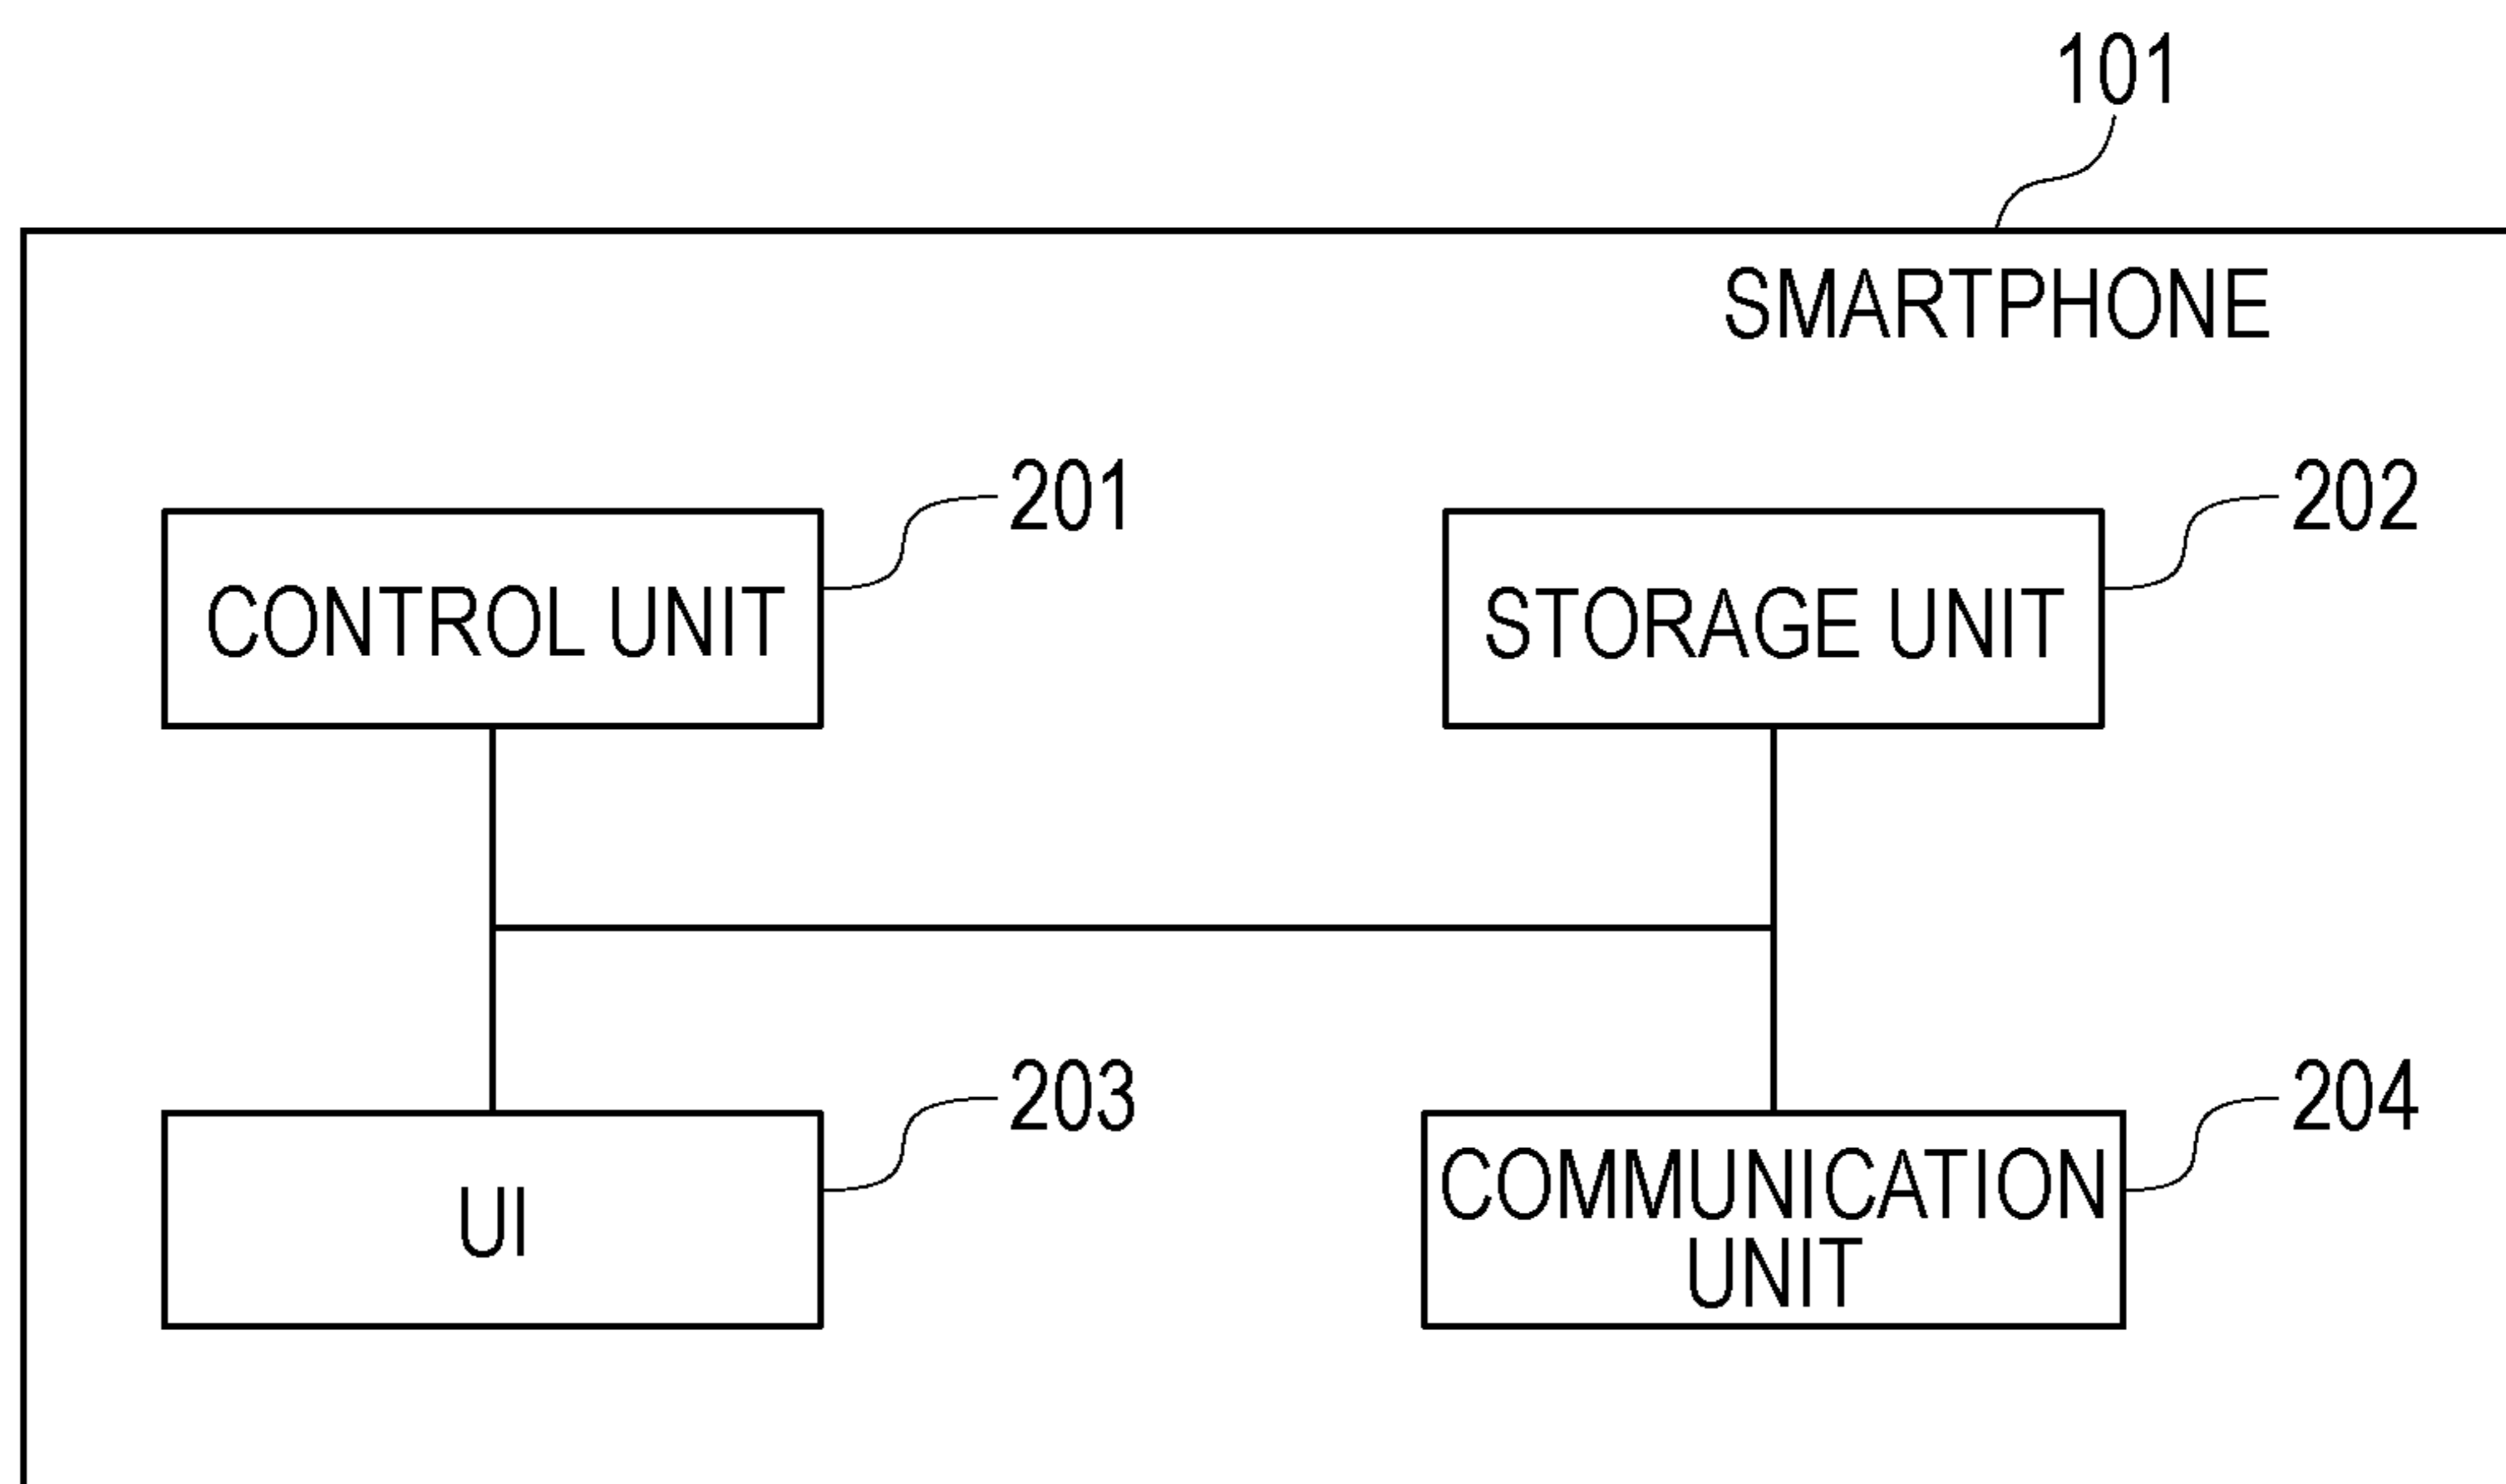 101
SMARTPHONE
201
202
CONTROL UNIT
STORAGE UNIT
203
204
UI
COMMUNICATION
UNIT